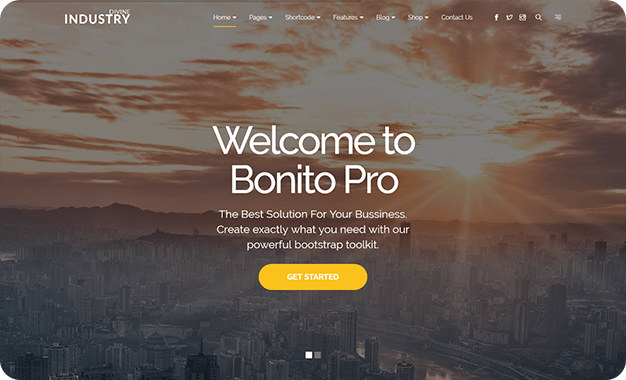 DIVINE
INDUSTRY
Home Pages Shortcode Features Blog Shop Contact Us
Welcome to
Bonito Pro
The Best Solution For Your Bussiness.
Create exactly what you need with our
powerful bootstrap toolkit.
GET STARTED